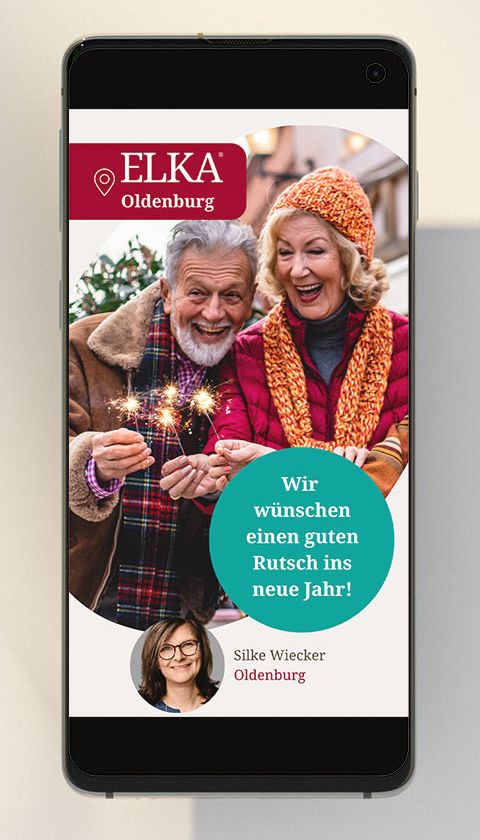 ELKA®
Oldenburg
Wir
wünschen
einen guten
Rutsch ins
neue Jahr!
Silke Wiecker
Oldenburg